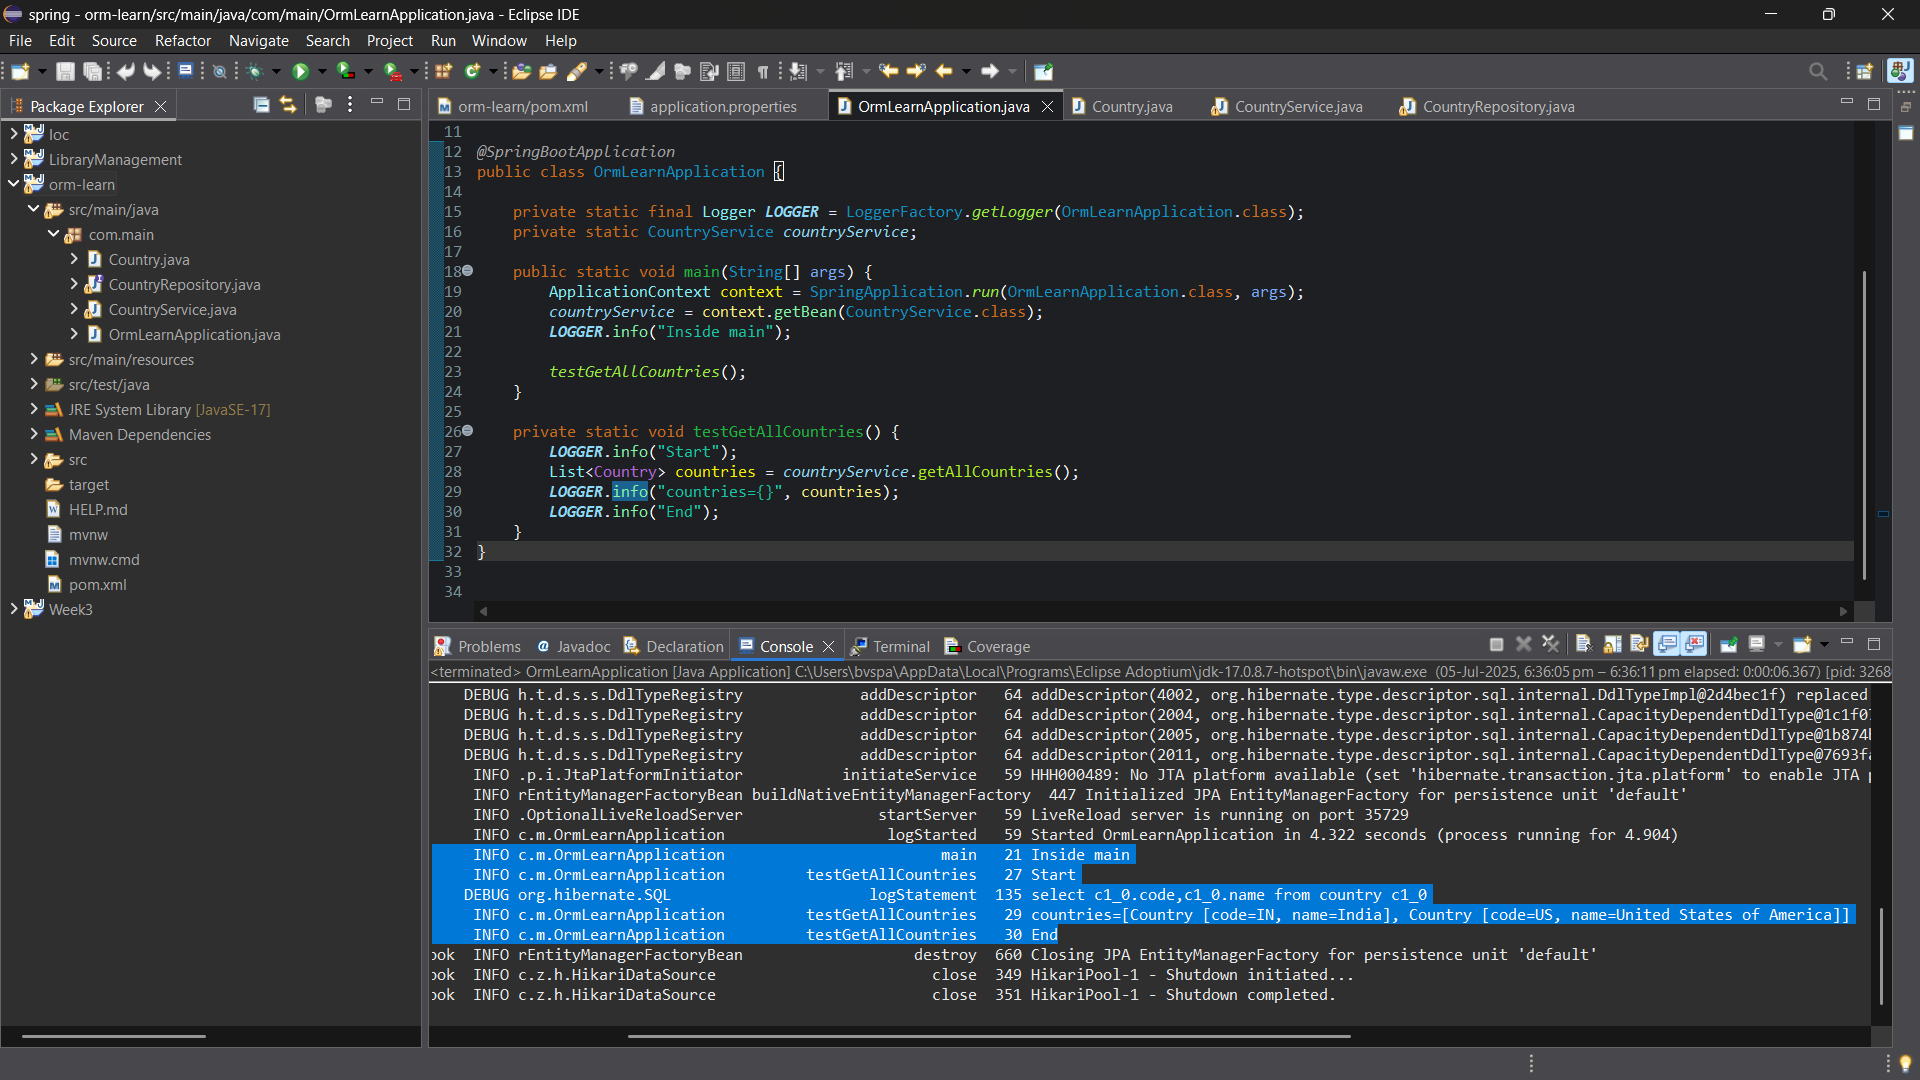 spring - orm-learn/src/main/java/com/main/OrmLearnApplication.java - Eclipse IDE
File Edit Source Refactor Navigate Search Project Run Window Help
Package Explorer
loc
LibraryManagement
orm-learn
src/main/java
com.main
Country.java
CountryRepository.java
CountryService.java
OrmLearnApplication.java
src/main/resources
src/test/java
JRE System Library [JavaSE-17]
Maven Dependencies
src
target
HELP.md
mvnw
mvnw.cmd
pom.xml
Week3
orm-learn/pom.xml application.properties OrmLearnApplication.java Country.java CountryService.java CountryRepository.java
11
12 @SpringBootApplication
13 public class OrmLearnApplication {
14
15 private static final Logger LOGGER = LoggerFactory.getLogger(OrmLearnApplication.class);
16 private static CountryService countryService;
17
18 public static void main(String[] args) {
19 ApplicationContext context = SpringApplication.run(OrmLearnApplication.class, args);
20 countryService = context.getBean(CountryService.class);
21 LOGGER.info("Inside main");
22
23 testGetAllCountries();
24 }
25
26 private static void testGetAllCountries() {
27 LOGGER.info("Start");
28 List<Country> countries = countryService.getAllCountries();
29 LOGGER.info("countries={}", countries);
30 LOGGER.info("End");
31 }
32 }
33
34
Problems Javadoc Declaration Console Terminal Coverage
<terminated> OrmLearnApplication [Java Application] C:\Users\bvspa\AppData\Local\Programs\Eclipse Adoptium\jdk-17.0.8.7-hotspot\bin\javaw.exe (05-Jul-2025, 6:36:05 pm – 6:36:11 pm elapsed: 0:00:06.367) [pid: 3268
DEBUG h.t.d.s.s.DdlTypeRegistry addDescriptor 64 addDescriptor(4002, org.hibernate.type.descriptor.sql.internal.DdlTypeImpl@2d4bec1f) replaced
DEBUG h.t.d.s.s.DdlTypeRegistry addDescriptor 64 addDescriptor(2004, org.hibernate.type.descriptor.sql.internal.CapacityDependentDdlType@1c1f0
DEBUG h.t.d.s.s.DdlTypeRegistry addDescriptor 64 addDescriptor(2005, org.hibernate.type.descriptor.sql.internal.CapacityDependentDdlType@1b874
DEBUG h.t.d.s.s.DdlTypeRegistry addDescriptor 64 addDescriptor(2011, org.hibernate.type.descriptor.sql.internal.CapacityDependentDdlType@7693f
INFO .p.i.JtaPlatformInitiator initiateService 59 HHH000489: No JTA platform available (set 'hibernate.transaction.jta.platform' to enable JTA
INFO rEntityManagerFactoryBean buildNativeEntityManagerFactory 447 Initialized JPA EntityManagerFactory for persistence unit 'default'
INFO .OptionalLiveReloadServer startServer 59 LiveReload server is running on port 35729
INFO c.m.OrmLearnApplication logStarted 59 Started OrmLearnApplication in 4.322 seconds (process running for 4.904)
INFO c.m.OrmLearnApplication main 21 Inside main
INFO c.m.OrmLearnApplication testGetAllCountries 27 Start
DEBUG org.hibernate.SQL logStatement 135 select c1_0.code,c1_0.name from country c1_0
INFO c.m.OrmLearnApplication testGetAllCountries 29 countries=[Country [code=IN, name=India], Country [code=US, name=United States of America]]
INFO c.m.OrmLearnApplication testGetAllCountries 30 End
ook INFO rEntityManagerFactoryBean destroy 660 Closing JPA EntityManagerFactory for persistence unit 'default'
ook INFO c.z.h.HikariDataSource close 349 HikariPool-1 - Shutdown initiated...
ook INFO c.z.h.HikariDataSource close 351 HikariPool-1 - Shutdown completed.